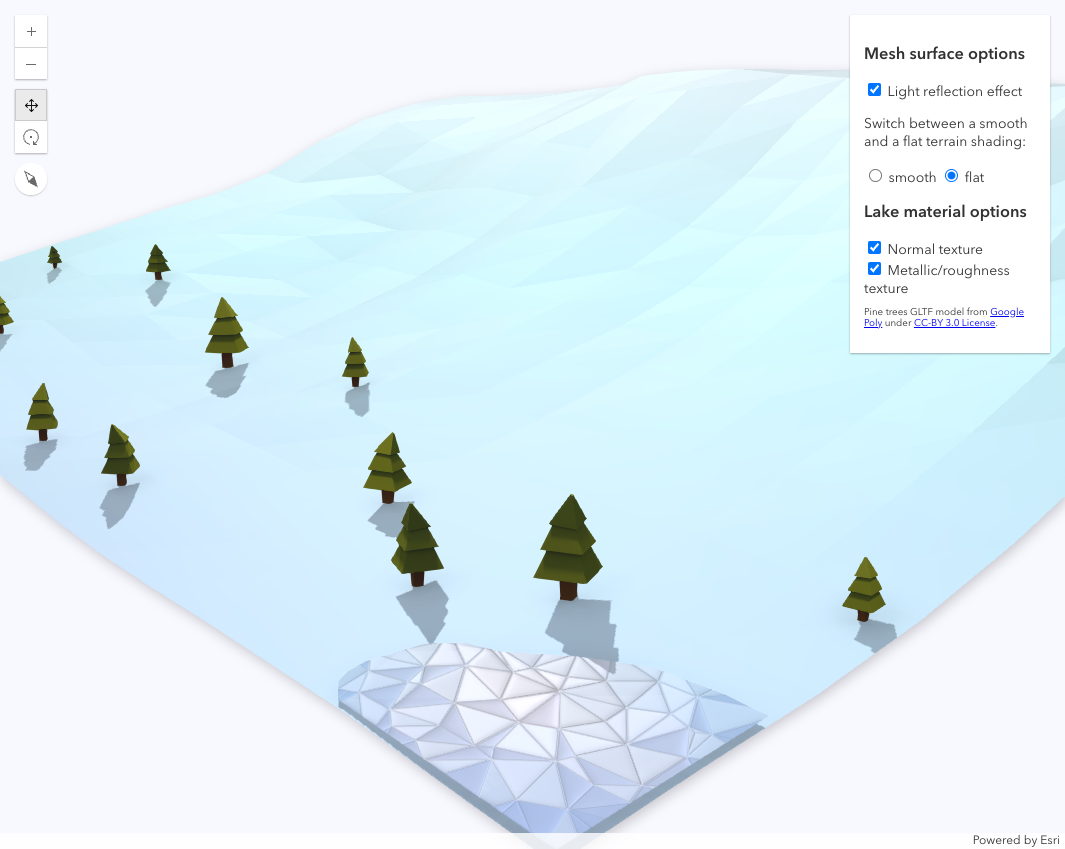 Mesh surface options
Light reflection effect
Switch between a smooth
and a flat terrain shading:
smooth flat
Lake material options
Normal texture
Metallic/roughness
texture
Pine trees GLTF model from Google
Poly under CC-BY 3.0 License.
Powered by Esri